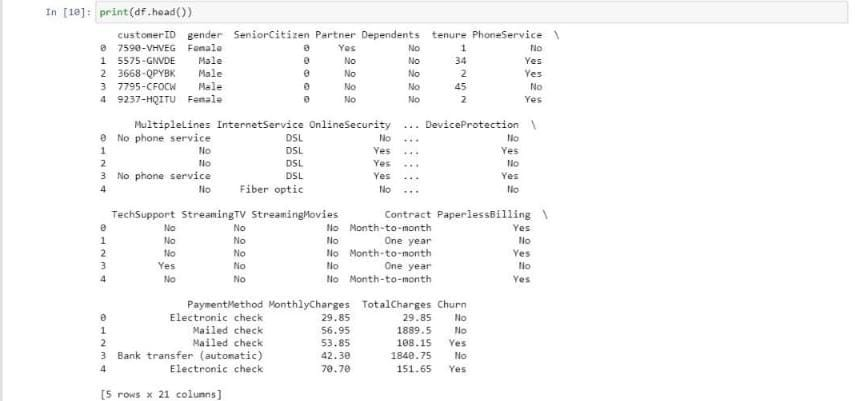 In [10]: print(df.head())
customerID gender SeniorCitizen Partner Dependents tenure PhoneService \
0 7590-VHVEG Female 0 Yes No 1 No
1 5575-GNVDE Male 0 No No 34 Yes
2 3668-QPYBK Male 0 No No 2 Yes
3 7795-CFOCW Male 0 No No 45 No
4 9237-HQITU Female 0 No No 2 Yes
MultipleLines InternetService OnlineSecurity ... DeviceProtection \
0 No phone service DSL No ... No
1 No DSL Yes ... Yes
2 No DSL Yes ... No
3 No phone service DSL Yes ... Yes
4 No Fiber optic No ... No
TechSupport StreamingTV StreamingMovies Contract PaperlessBilling \
0 No No No Month-to-month Yes
1 No No No One year No
2 No No No Month-to-month Yes
3 Yes No No One year No
4 No No No Month-to-month Yes
PaymentMethod MonthlyCharges TotalCharges Churn
0 Electronic check 29.85 29.85 No
1 Mailed check 56.95 1889.5 No
2 Mailed check 53.85 108.15 Yes
3 Bank transfer (automatic) 42.30 1840.75 No
4 Electronic check 70.70 151.65 Yes
[5 rows x 21 columns]